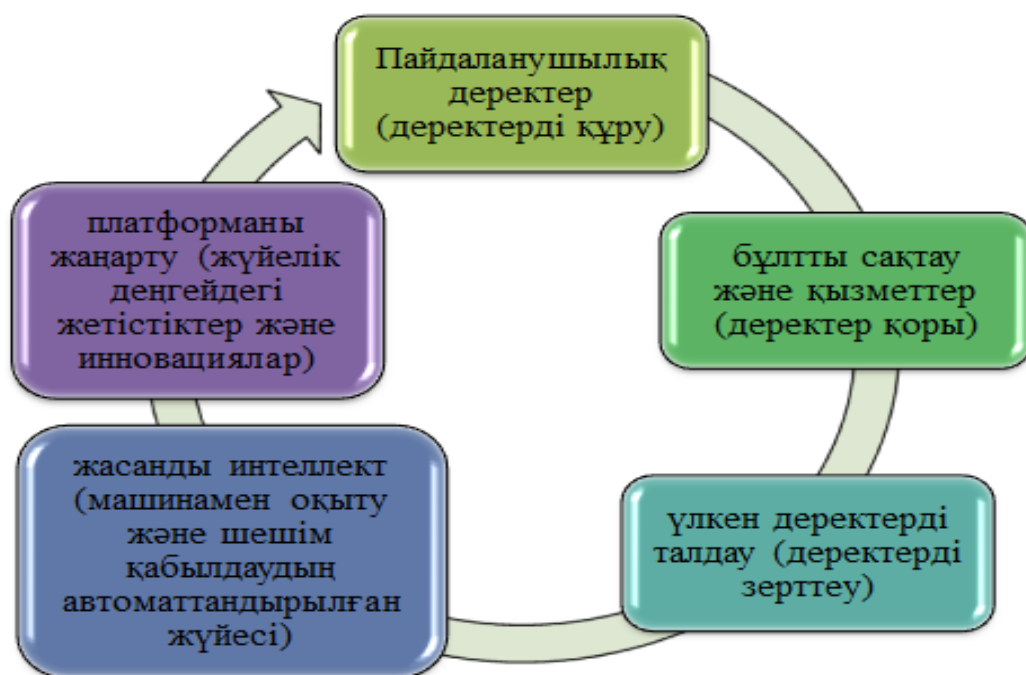 Пайдаланушылық
деректер
(деректерді құру)
бұлтты сақтау
және қызметтер
(деректер қоры)
үлкен деректерді
талдау (деректерді
зерттеу)
жасанды интеллект
(машинамен оқыту
және шешім
қабылдаудың
автоматтандырылған
жүйесі)
платформаны
жаңарту (жүйелік
деңгейдегі
жетістіктер және
инновациялар)